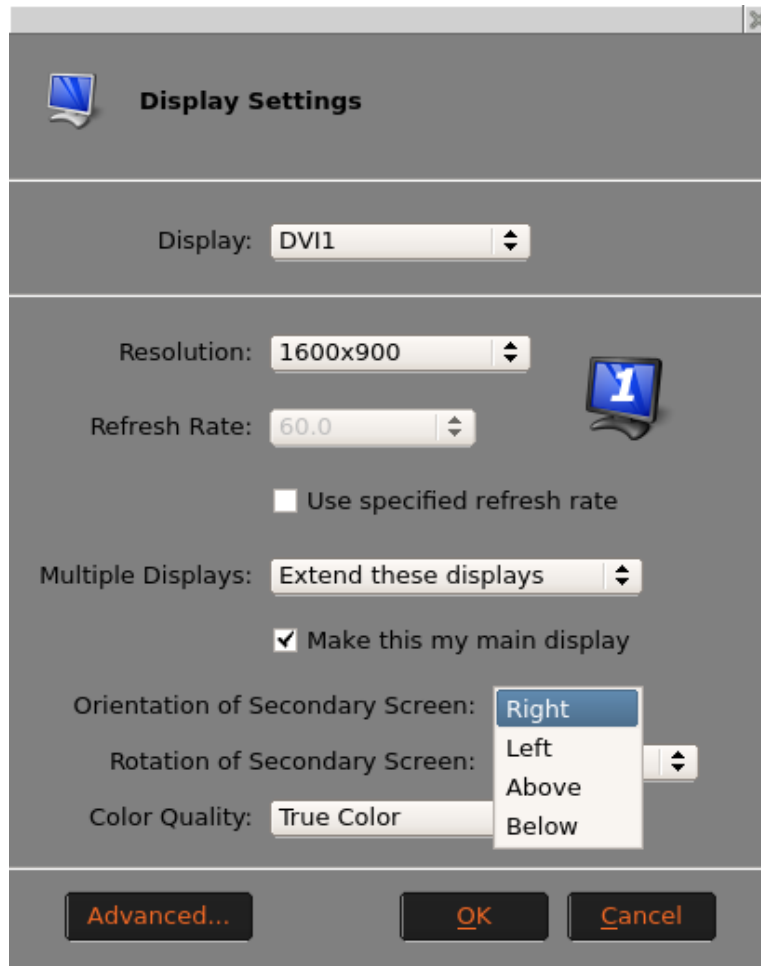 Display Settings
Display: DVI1
Resolution: 1600x900
1
Refresh Rate: 60.0
Use specified refresh rate
Multiple Displays: Extend these displays
Make this my main display
Orientation of Secondary Screen: Right
Left
Rotation of Secondary Screen:
Above
Color Quality: True Color
Below
Advanced... OK Cancel